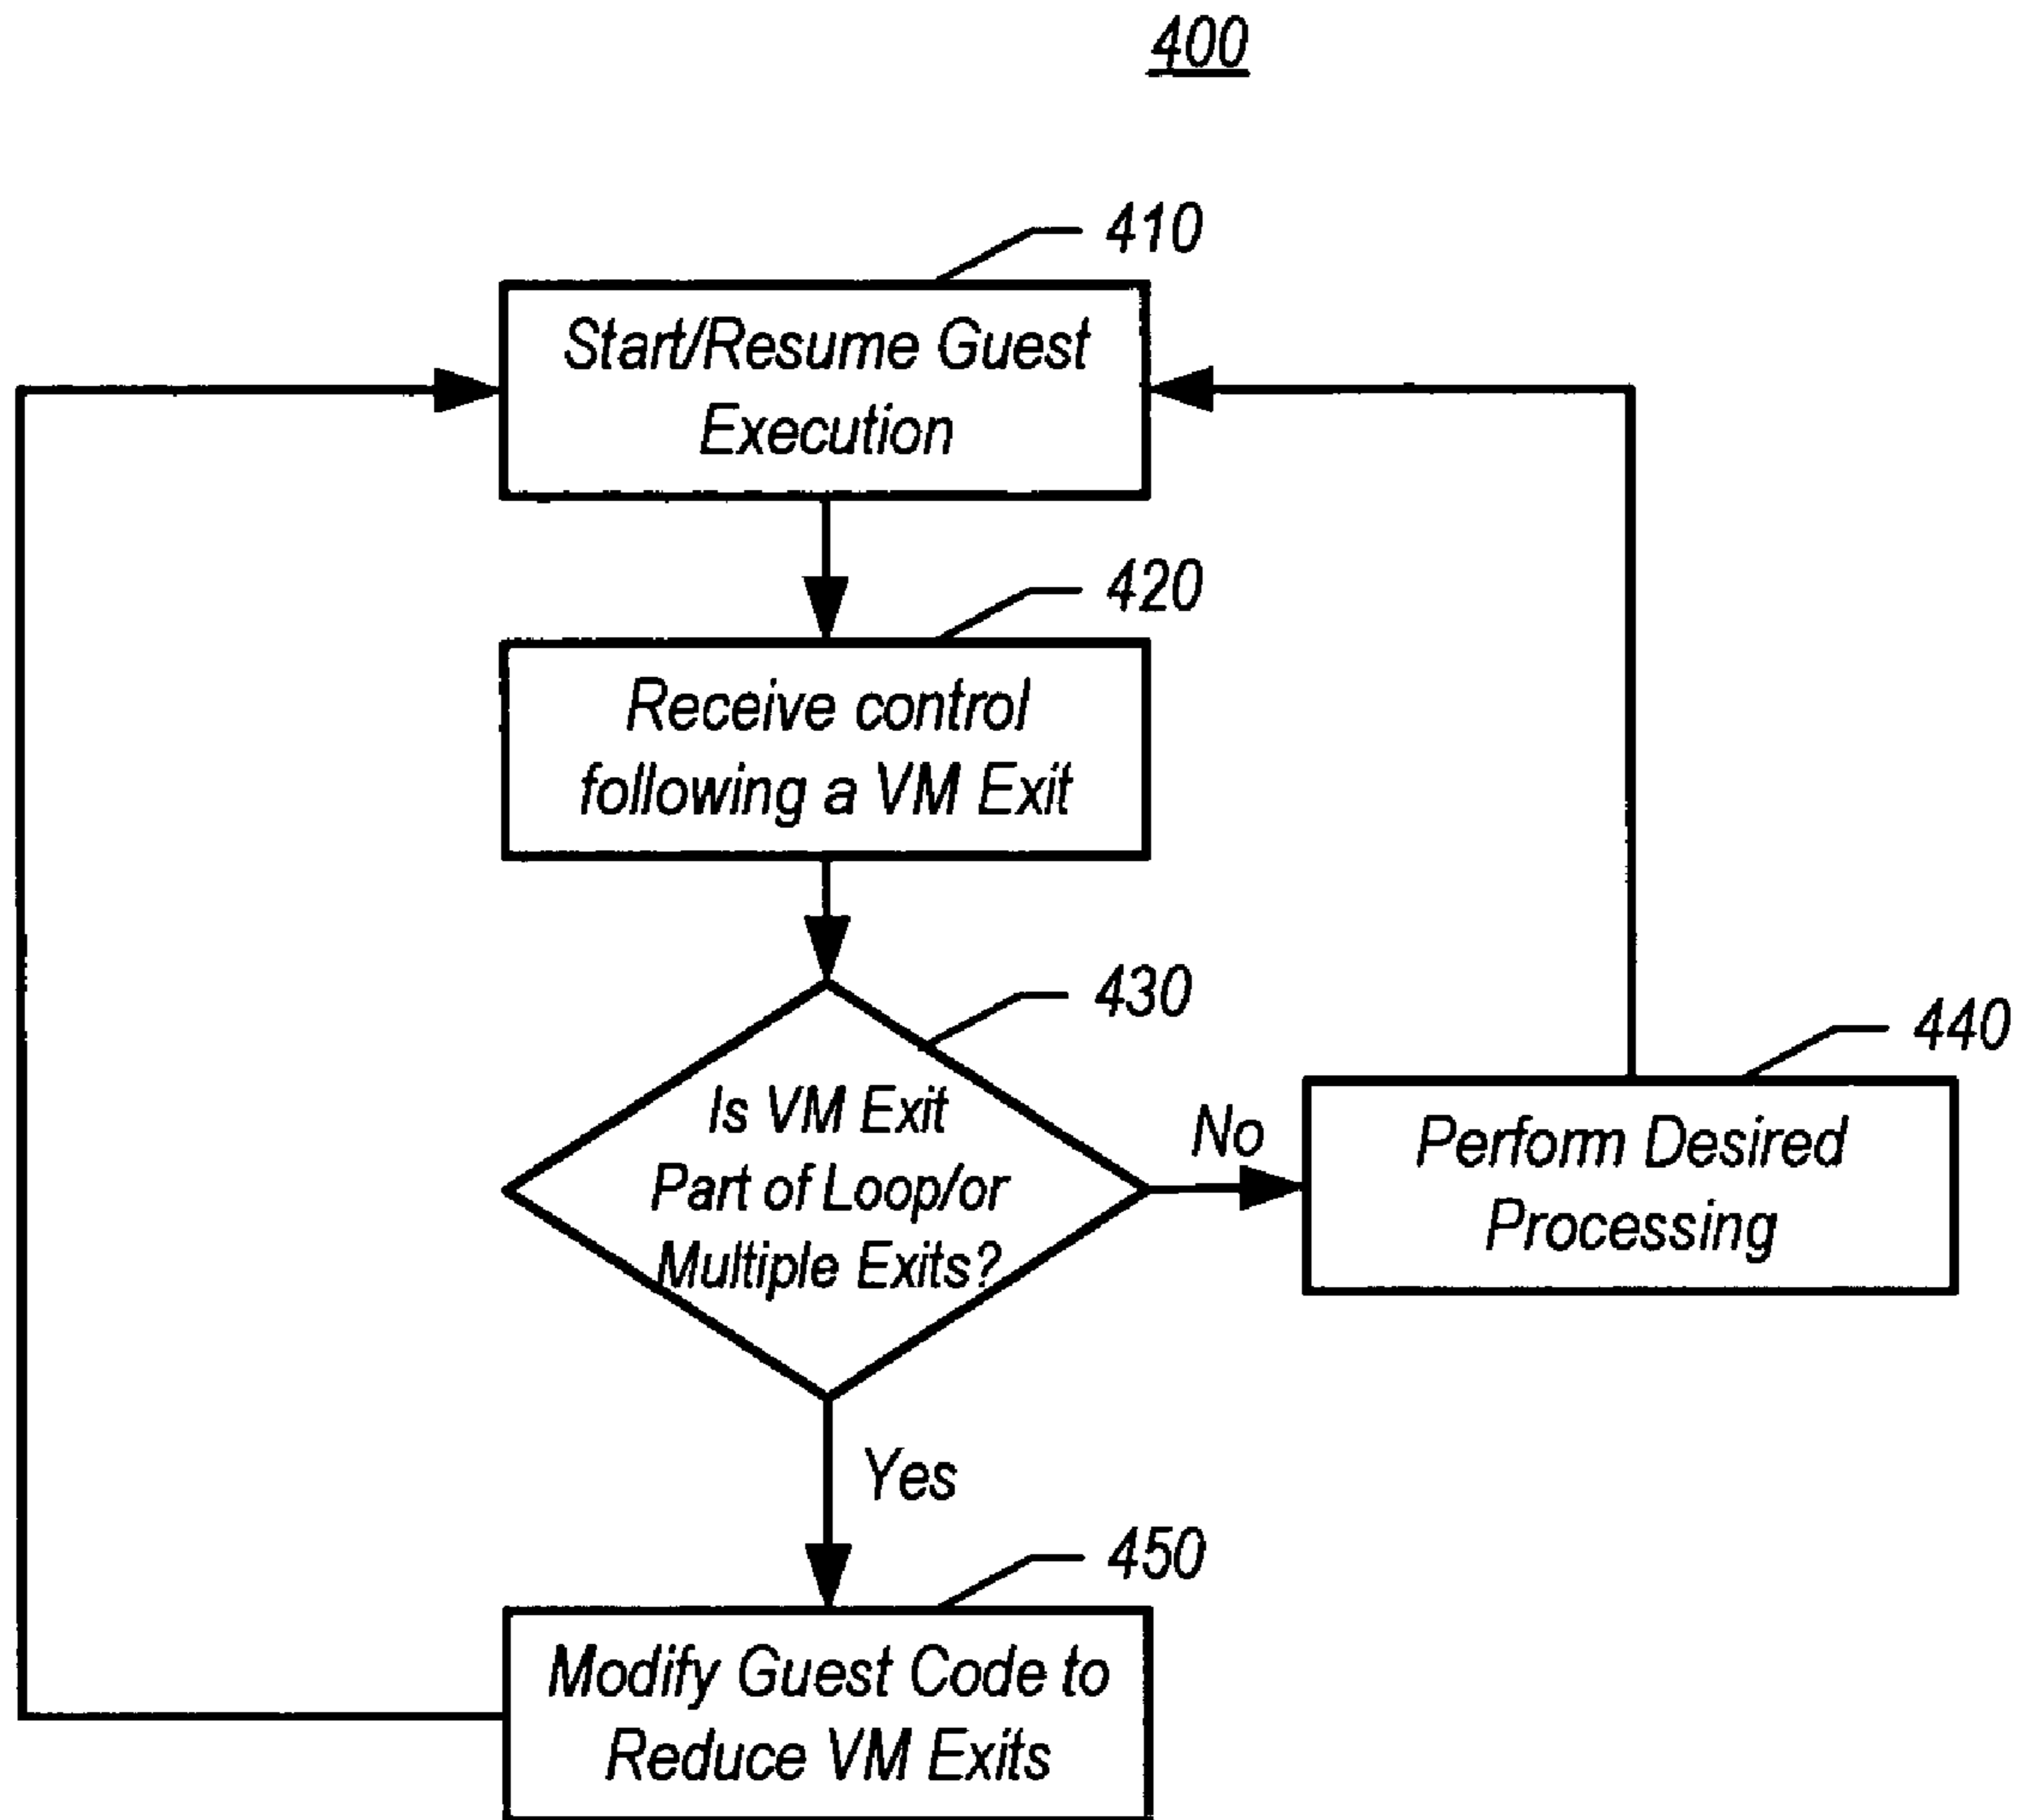 400
410
Start/Resume Guest
Execution
420
Receive control
following a VM Exit
430
Is VM Exit
Part of Loop/or
Multiple Exits?
No
440
Perform Desired
Processing
Yes
450
Modify Guest Code to
Reduce VM Exits